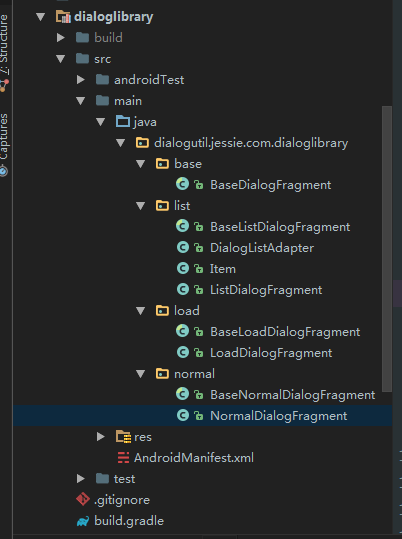 dialoglibrary
build
src
androidTest
main
java
dialogutil.jessie.com.dialoglibrary
base
BaseDialogFragment
list
BaseListDialogFragment
DialogListAdapter
Item
ListDialogFragment
load
BaseLoadDialogFragment
LoadDialogFragment
normal
BaseNormalDialogFragment
NormalDialogFragment
res
AndroidManifest.xml
test
.gitignore
build.gradle
Z: Structure
Captures